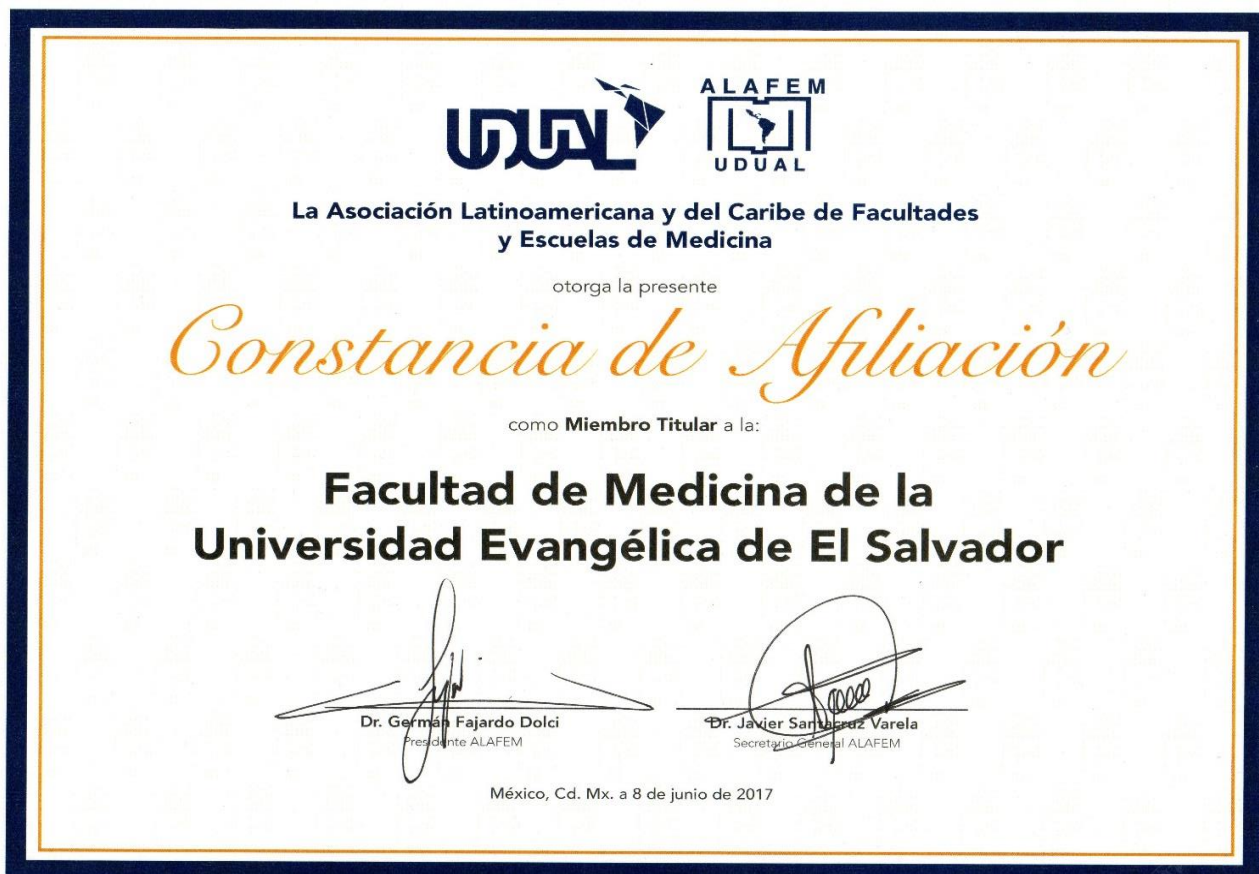 UDUAL
ALAFEM
UDUAL
La Asociación Latinoamericana y del Caribe de Facultades
y Escuelas de Medicina
otorga la presente
Constancia de Afiliación
como Miembro Titular a la:
Facultad de Medicina de la
Universidad Evangélica de El Salvador
Dr. Germán Fajardo Dolci
Presidente ALAFEM
Dr. Javier Santacruz Varela
Secretario General ALAFEM
México, Cd. Mx. a 8 de junio de 2017